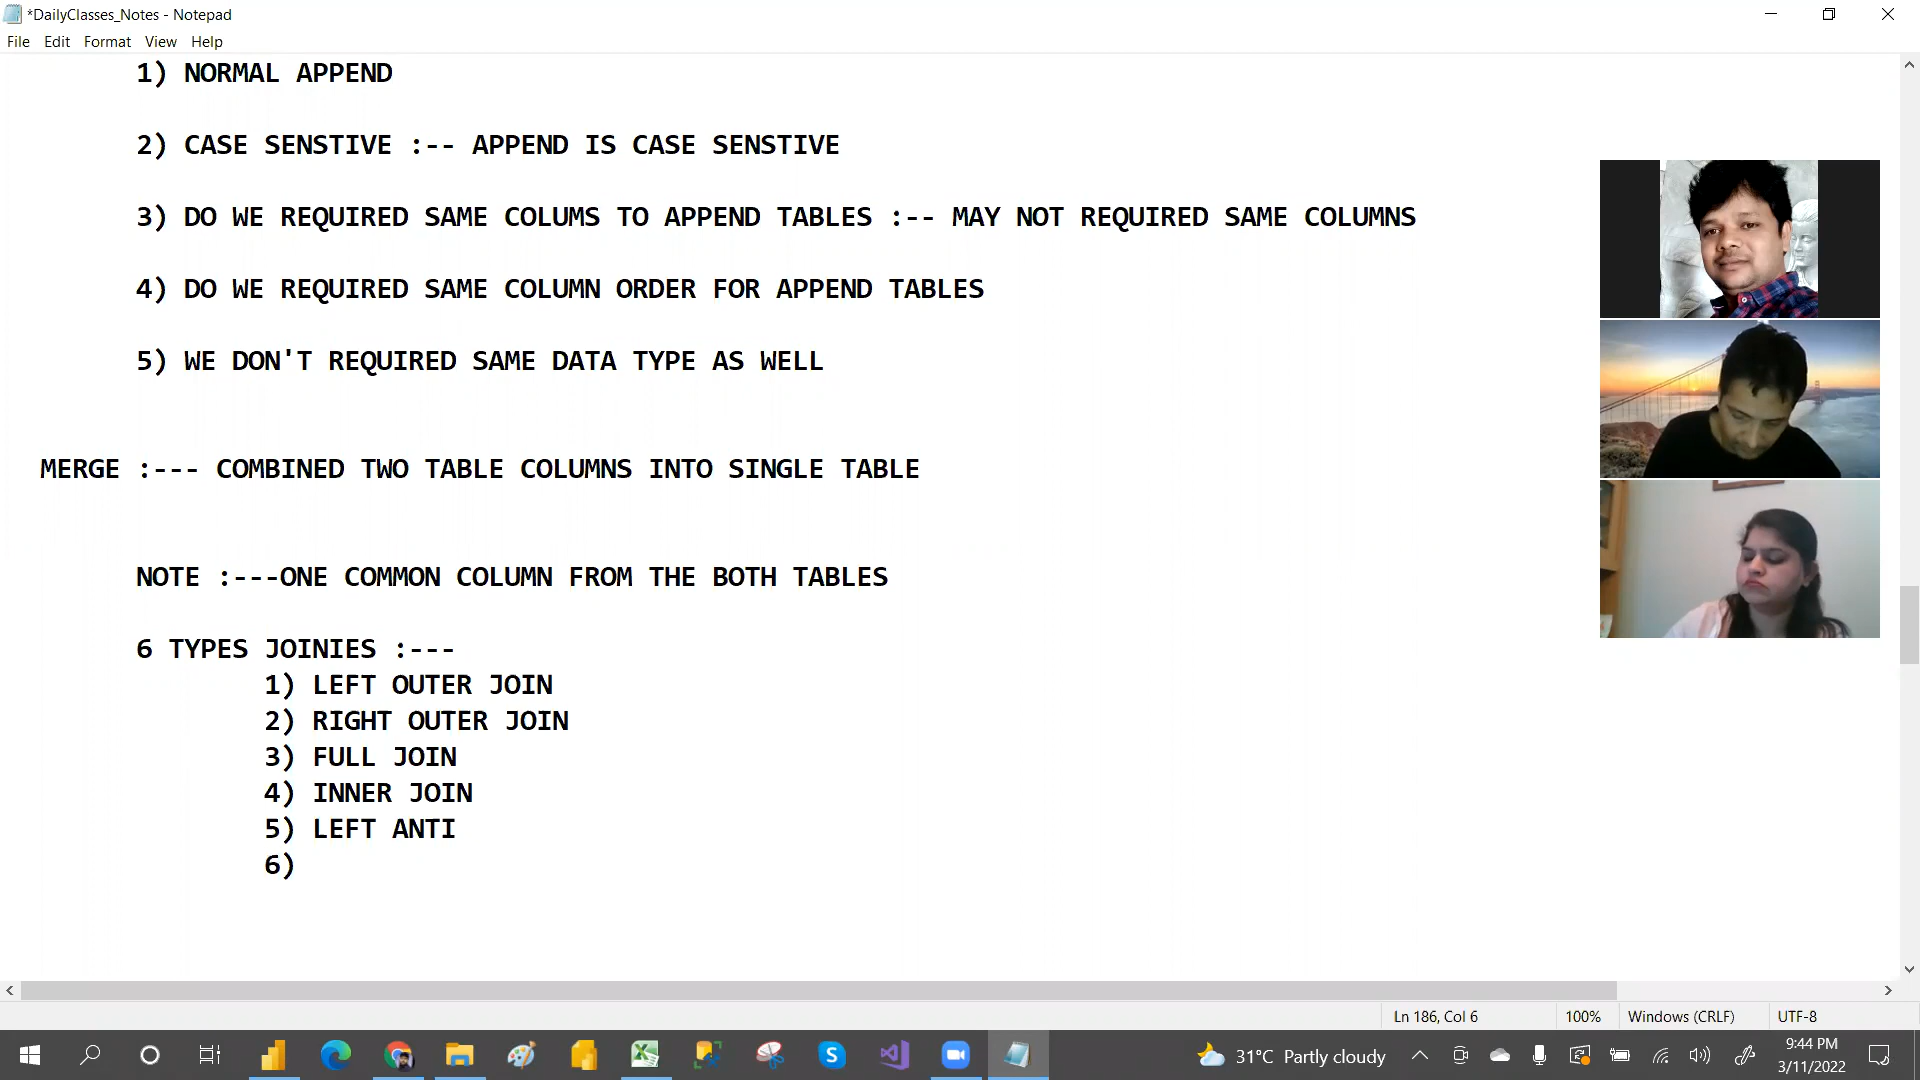 *DailyClasses_Notes - Notepad
File Edit Format View Help
1) NORMAL APPEND
2) CASE SENSTIVE :-- APPEND IS CASE SENSTIVE
3) DO WE REQUIRED SAME COLUMS TO APPEND TABLES :-- MAY NOT REQUIRED SAME COLUMNS
4) DO WE REQUIRED SAME COLUMN ORDER FOR APPEND TABLES
5) WE DON'T REQUIRED SAME DATA TYPE AS WELL
MERGE :--- COMBINED TWO TABLE COLUMNS INTO SINGLE TABLE
NOTE :---ONE COMMON COLUMN FROM THE BOTH TABLES
6 TYPES JOINIES :---
1) LEFT OUTER JOIN
2) RIGHT OUTER JOIN
3) FULL JOIN
4) INNER JOIN
5) LEFT ANTI
6)
Ln 186, Col 6 100% Windows (CRLF) UTF-8
31°C Partly cloudy
9:44 PM
3/11/2022